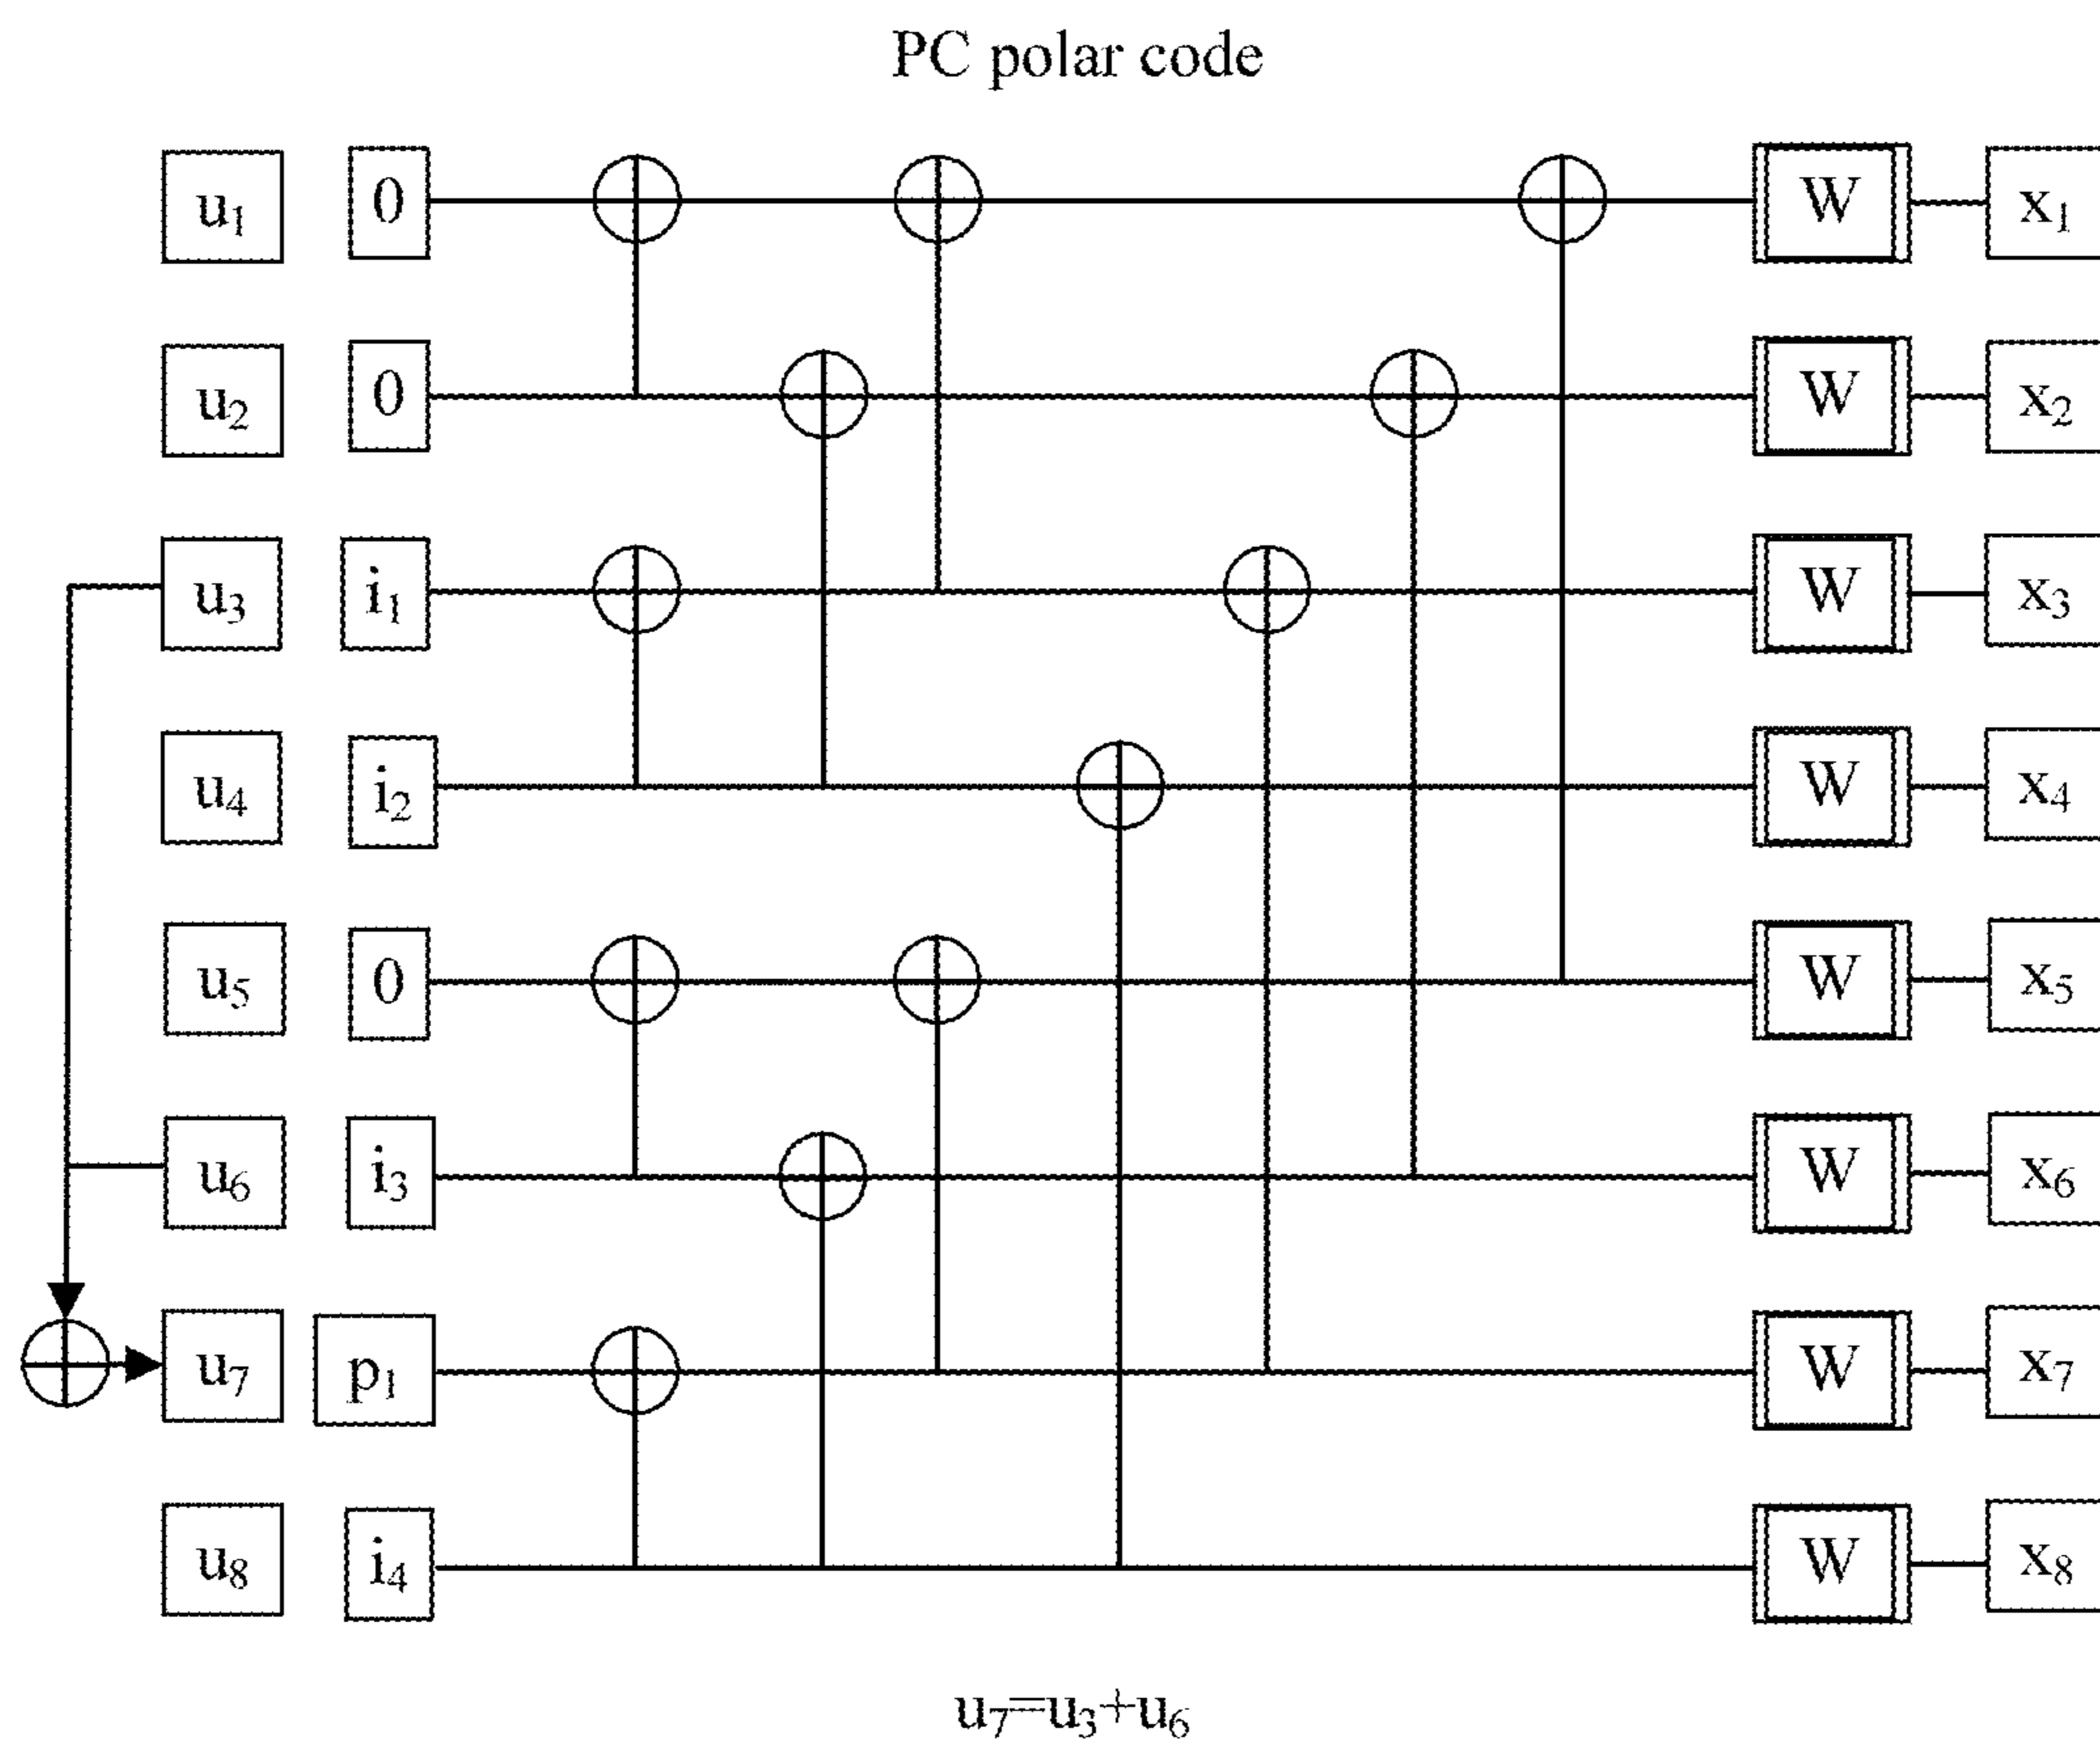 PC polar code
u₁ 0 W x₁
u₂ 0 W x₂
u₃ i₁ W x₃
u₄ i₂ W x₄
u₅ 0 W x₅
u₆ i₃ W x₆
u₇ p₁ W x₇
u₈ i₄ W x₈
u₇=u₃+u₆